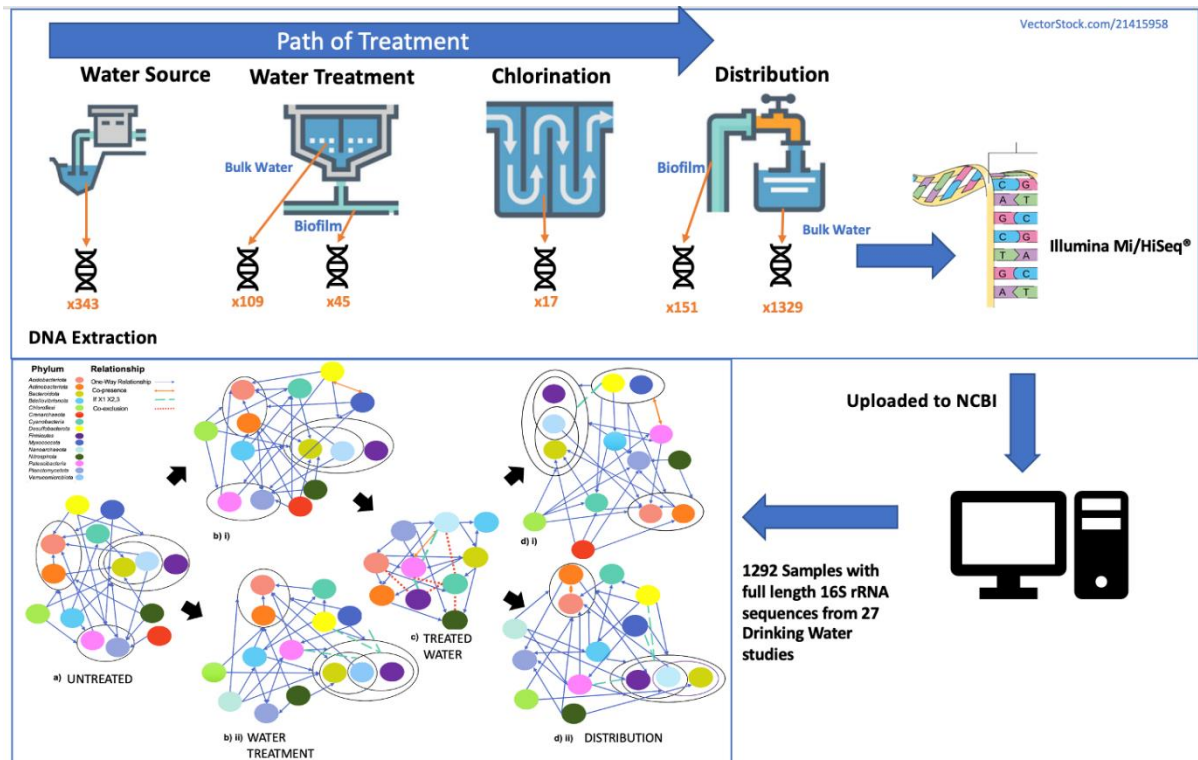 VectorStock.com/21415958
Path of Treatment
Water Source
Water Treatment
Chlorination
Distribution
Bulk Water
Biofilm
Biofilm
Bulk Water
x343
x109
x45
x17
x151
x1329
DNA Extraction
C G
A T
G C
C G
T A
G C
A T
Illumina Mi/HiSeq®
Uploaded to NCBI
1292 Samples with
full length 16S rRNA
sequences from 27
Drinking Water
studies
Phylum
Acidobacteriota
Actinobacteriota
Bacteroidota
Bdellovibrionota
Chloroflexi
Crenarchaeota
Cyanobacteria
Desulfobacterota
Firmicutes
Myxococcota
Nanoarchaeota
Nitrospirota
Patescibacteria
Planctomycetota
Verrucomicrobiota
Relationship
One-Way Relationship
Co-presence
If X1 X2,3
Co-exclusion
a) UNTREATED
b) i)
b) ii) WATER
TREATMENT
c) TREATED
WATER
d) i)
d) ii) DISTRIBUTION